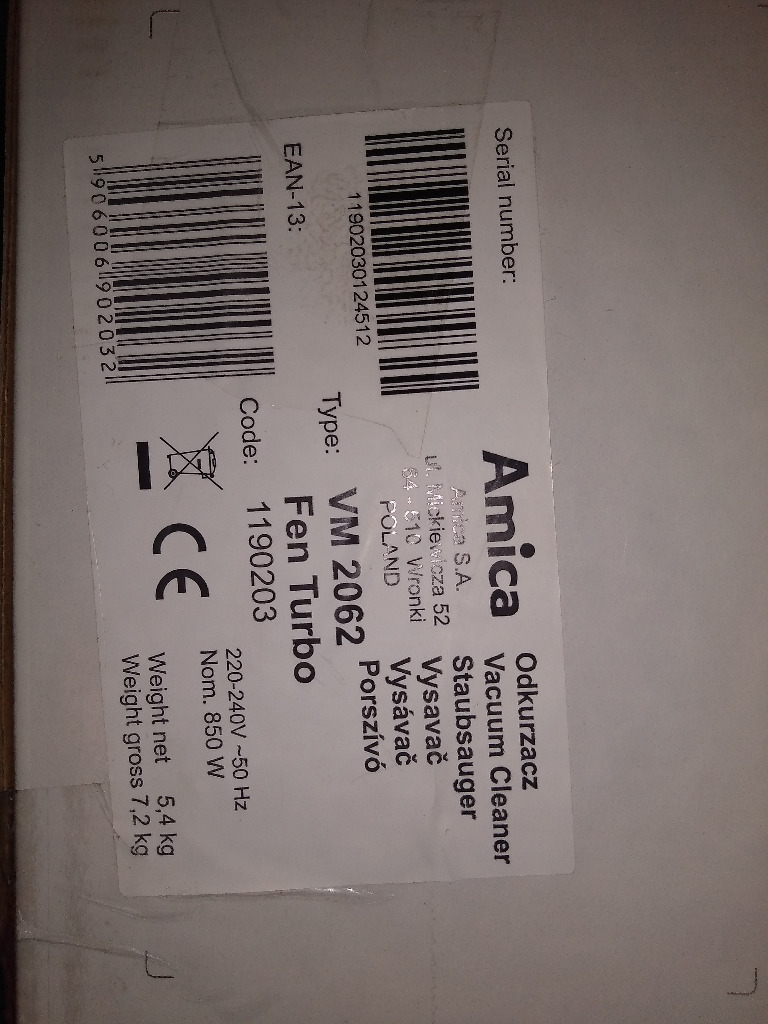 Serial number:
11902030124512
EAN-13:
5906006902032
Amica
Amica S.A.
ul. Mickiewicza 52
64-510 Wronki
POLAND
Odkurzacz
Vacuum Cleaner
Staubsauger
Vysavač
Vysávač
Porszívó
Type: VM 2062
Fen Turbo
Code: 1190203
220-240V ~50 Hz
Nom. 850 W
CE
Weight net 5,4 kg
Weight gross 7,2 kg